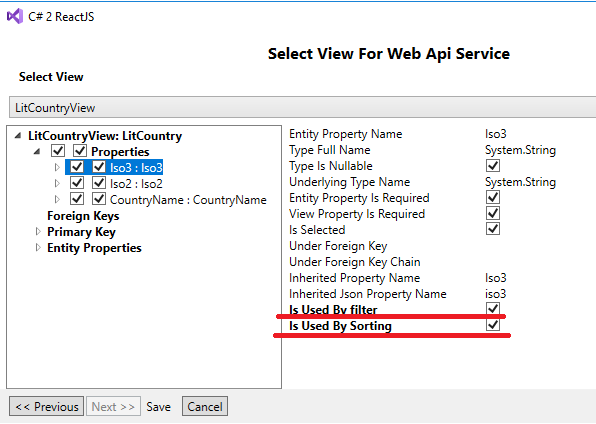 C# 2 ReactJS
Select View For Web Api Service
Select View
LitCountryView
LitCountryView: LitCountry
Properties
Iso3 : Iso3
Iso2 : Iso2
CountryName : CountryName
Foreign Keys
Primary Key
Entity Properties
Entity Property Name Iso3
Type Full Name System.String
Type Is Nullable
Underlying Type Name System.String
Entity Property Is Required
View Property Is Required
Is Selected
Under Foreign Key
Under Foreign Key Chain
Inherited Property Name Iso3
Inherited Json Property Name iso3
Is Used By filter
Is Used By Sorting
<< Previous Next >> Save Cancel